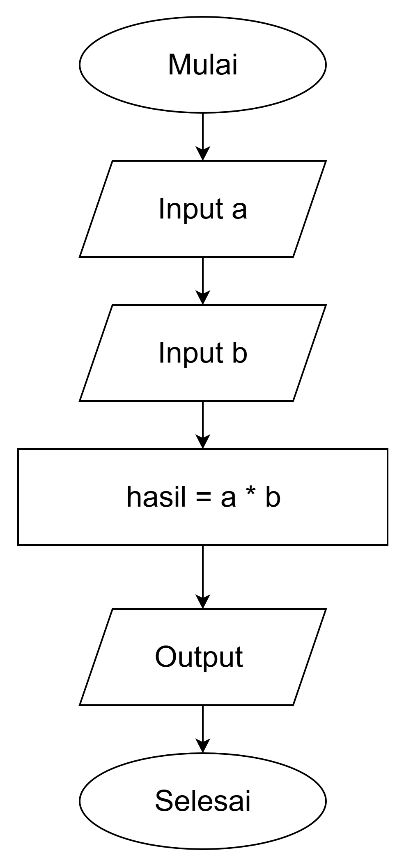 Mulai
Input a
Input b
hasil = a * b
Output
Selesai